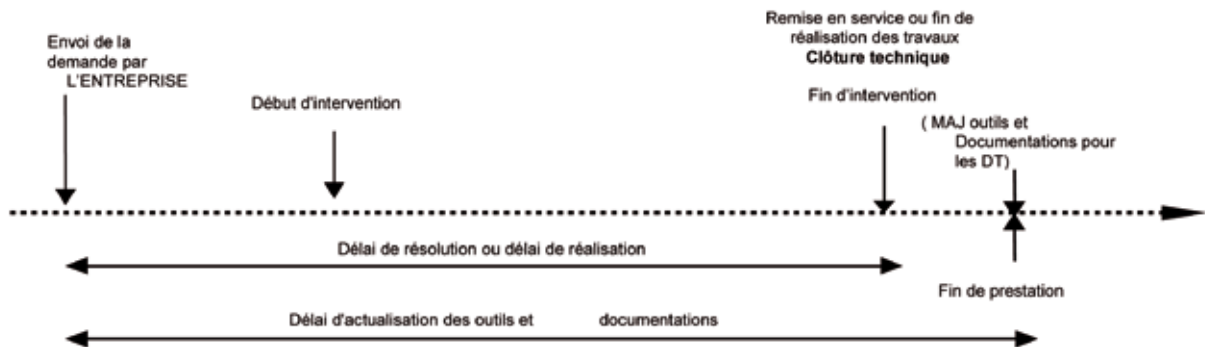 Envoi de la
demande par
L'ENTREPRISE
Début d'intervention
Remise en service ou fin de
réalisation des travaux
Clôture technique
Fin d'intervention
( MAJ outils et
Documentations pour
les DT)
Délai de résolution ou délai de réalisation
Fin de prestation
Délai d'actualisation des outils et documentations